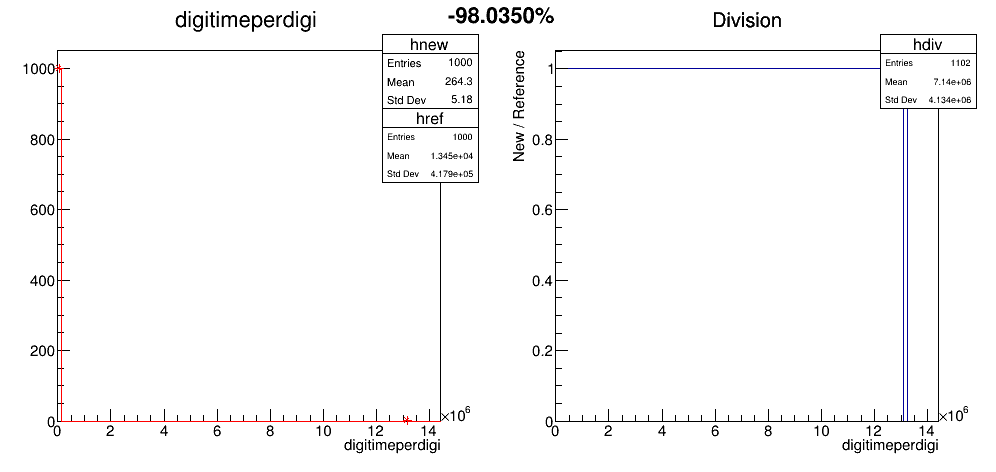 -98.0350%
digitimeperdigi
hnew
Entries 1000
Mean 264.3
Std Dev 5.18
href
Entries 1000
Mean 1.345e+04
Std Dev 4.179e+05
1000
800
600
400
200
0
0 2 4 6 8 10 12 14
×10⁶
digitimeperdigi
Division
hdiv
Entries 1102
Mean 7.14e+06
Std Dev 4.134e+06
New / Reference
1
0.8
0.6
0.4
0.2
0
0 2 4 6 8 10 12 14
×10⁶
digitimeperdigi